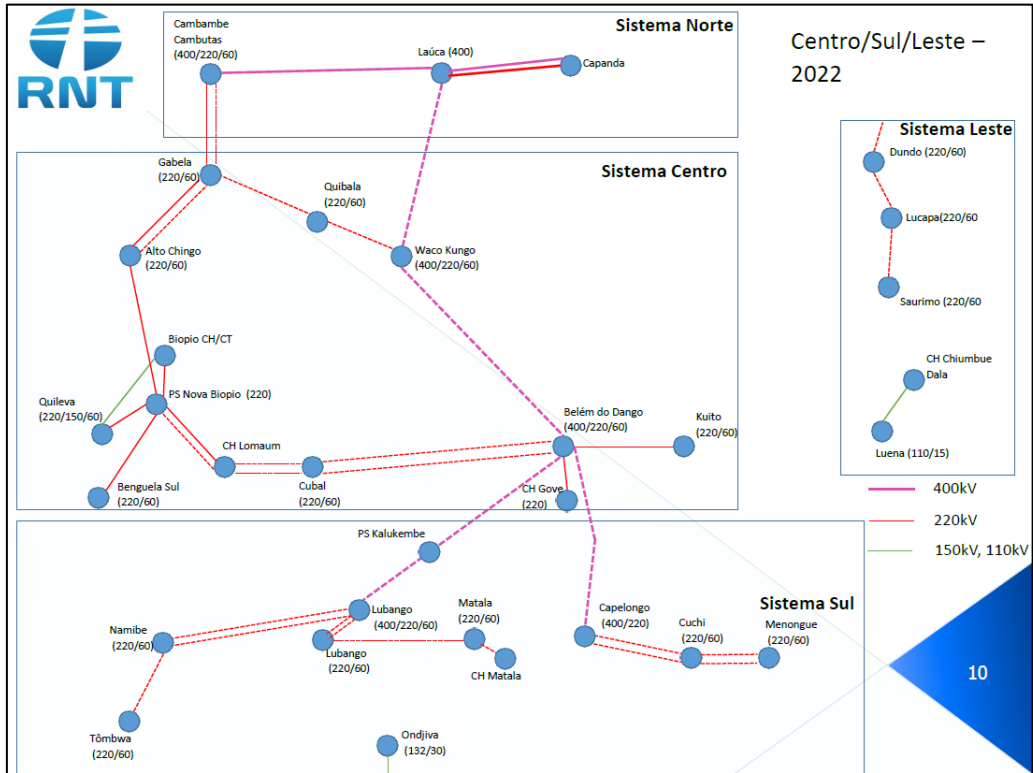 RNT
Sistema Norte
Cambambe
Cambutas
(400/220/60)
Laúca (400)
Capanda
Centro/Sul/Leste –
2022
Sistema Leste
Dundo (220/60)
Lucapa(220/60
Saurimo (220/60
CH Chiumbue
Dala
Luena (110/15)
Sistema Centro
Gabela
(220/60)
Quibala
(220/60)
Waco Kungo
(400/220/60)
Alto Chingo
(220/60)
Biopio CH/CT
PS Nova Biopio (220)
Quileva
(220/150/60)
CH Lomaum
Cubal
(220/60)
Benguela Sul
(220/60)
Belém do Dango
(400/220/60)
Kuito
(220/60)
CH Gove
(220)
400kV
220kV
150kV, 110kV
Sistema Sul
PS Kalukembe
Lubango
(400/220/60)
Lubango
(220/60)
Matala
(220/60)
CH Matala
Capelongo
(400/220)
Cuchi
(220/60)
Menongue
(220/60)
Namibe
(220/60)
Tômbwa
(220/60)
Ondjiva
(132/30)
10